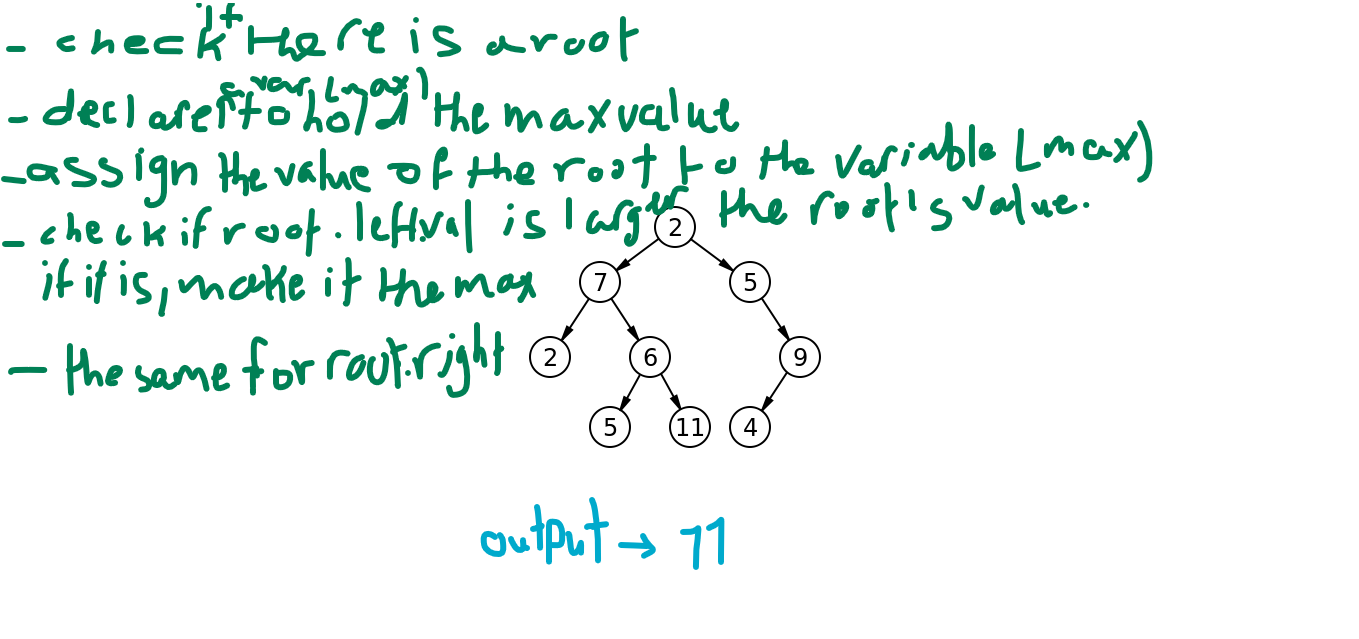 - check if there is a root
- declare a var (max) to hold the max value
- assign the value of the root to the variable (max)
- check if root.left.val is larger the root's value.
if it is, make it the max
- the same for root.right
2
7 5
2 6 9
5 11 4
output → 11